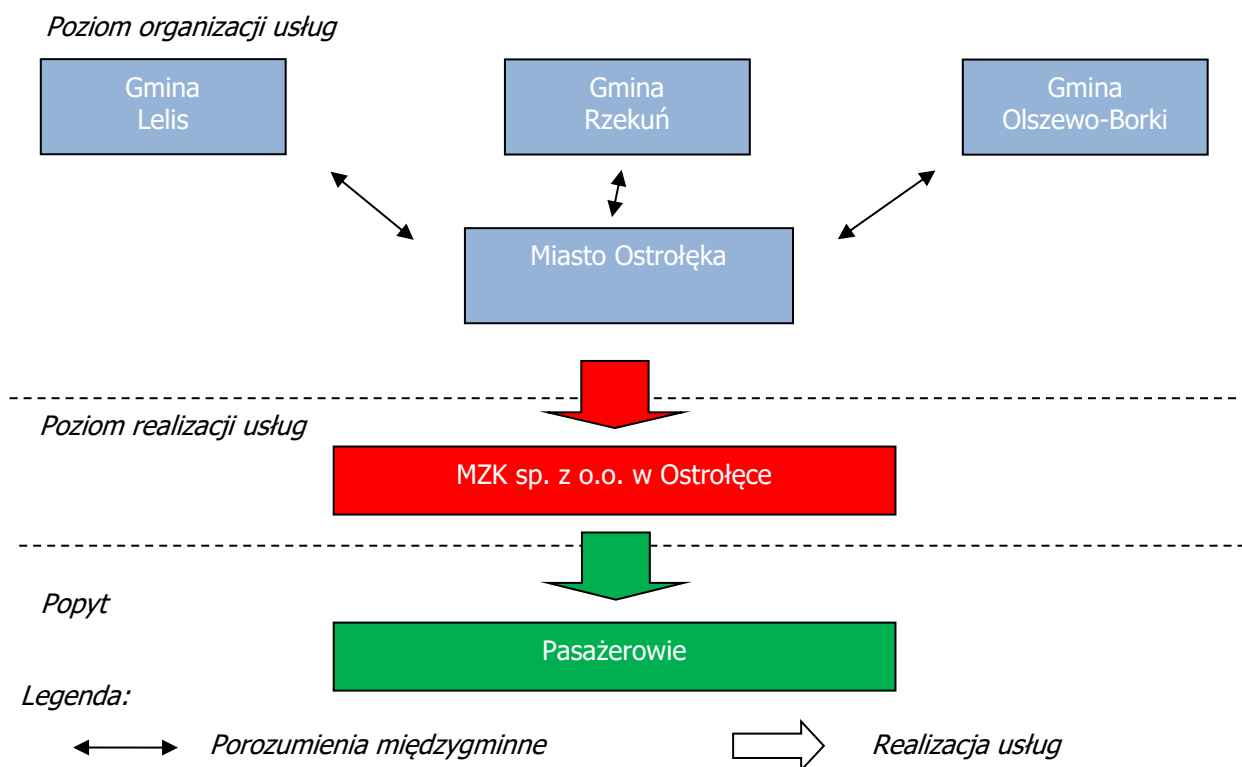 Poziom organizacji usług
Gmina
Lelis
Gmina
Rzekuń
Gmina
Olszewo-Borki
Miasto Ostrołęka
Poziom realizacji usług
MZK sp. z o.o. w Ostrołęce
Popyt
Pasażerowie
Legenda:
Porozumienia międzygminne
Realizacja usług